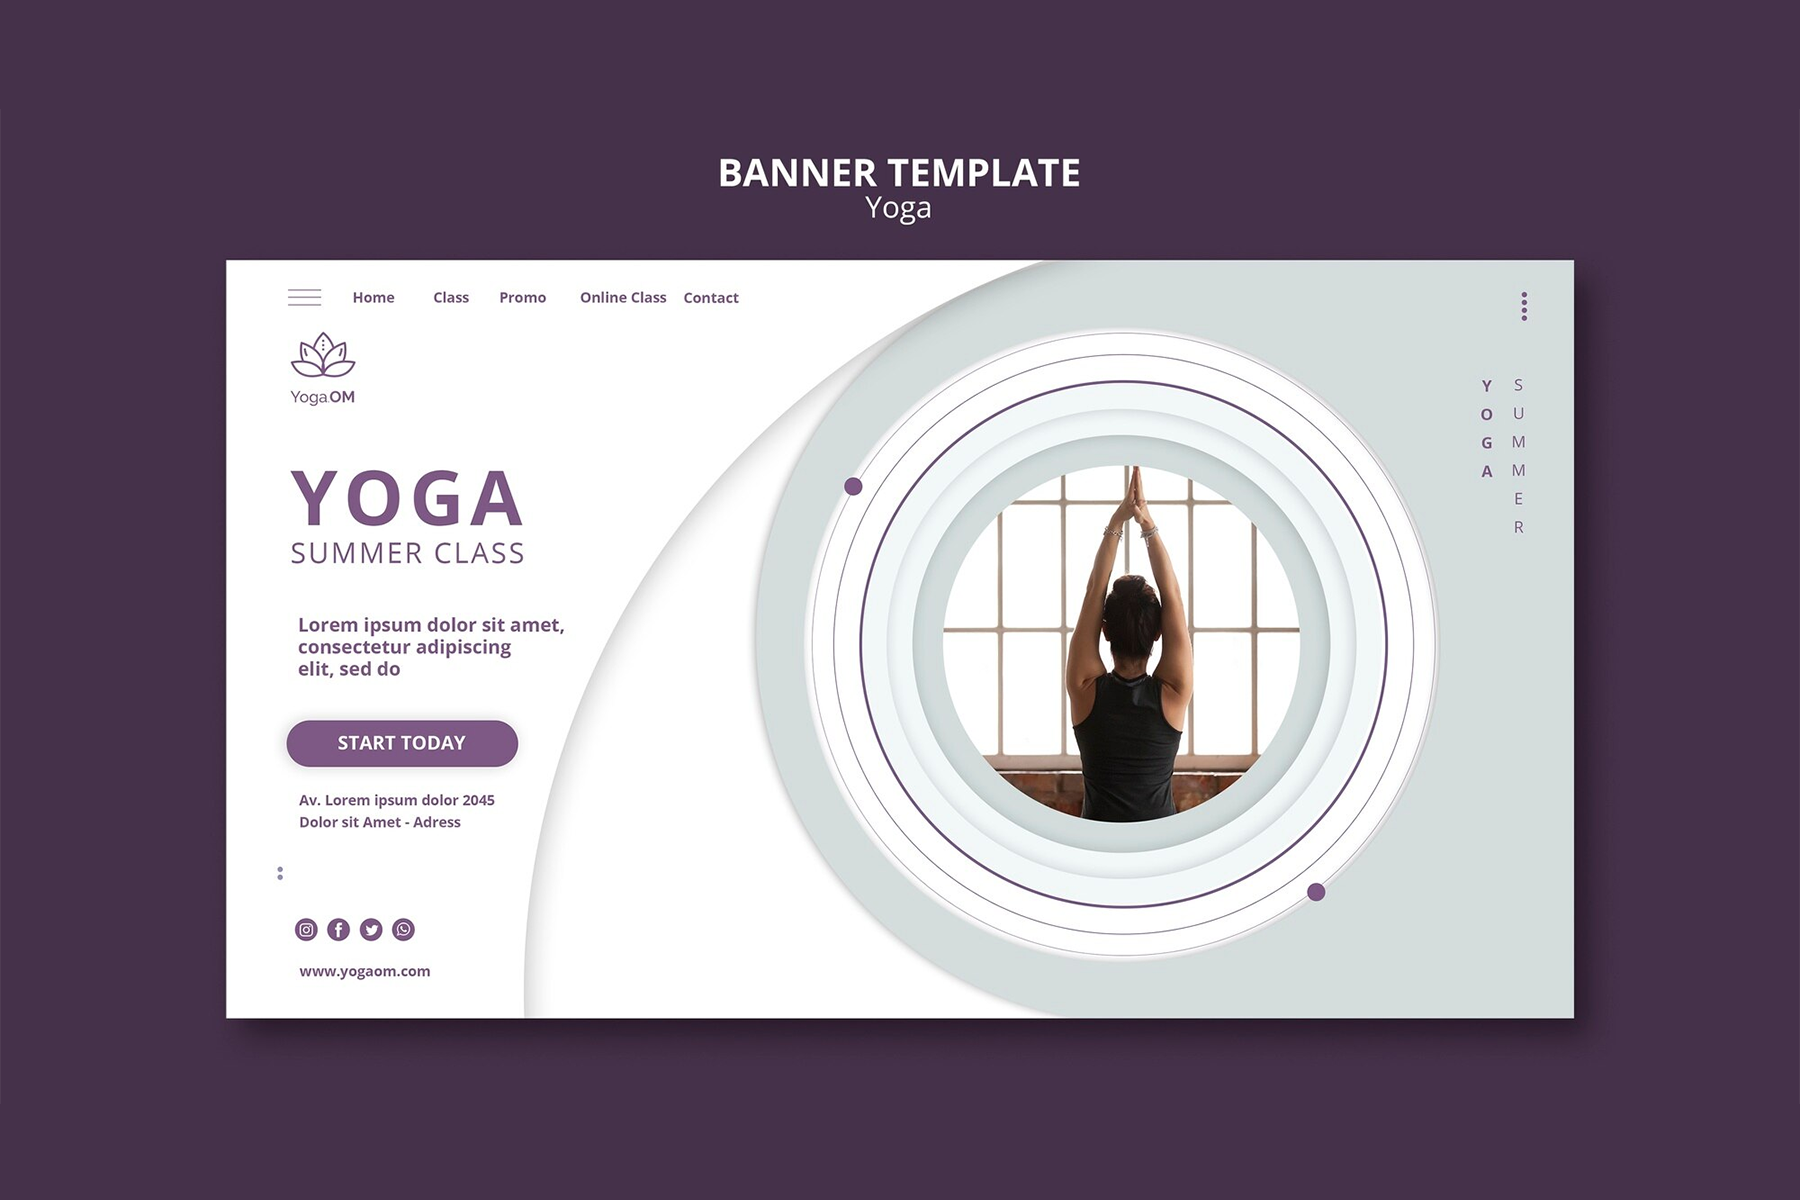 BANNER TEMPLATE
Yoga
Home Class Promo Online Class Contact
Yoga.OM
YOGA
SUMMER CLASS
Lorem ipsum dolor sit amet,
consectetur adipiscing
elit, sed do
START TODAY
Av. Lorem ipsum dolor 2045
Dolor sit Amet - Adress
www.yogaom.com
YOGA
SUMMER